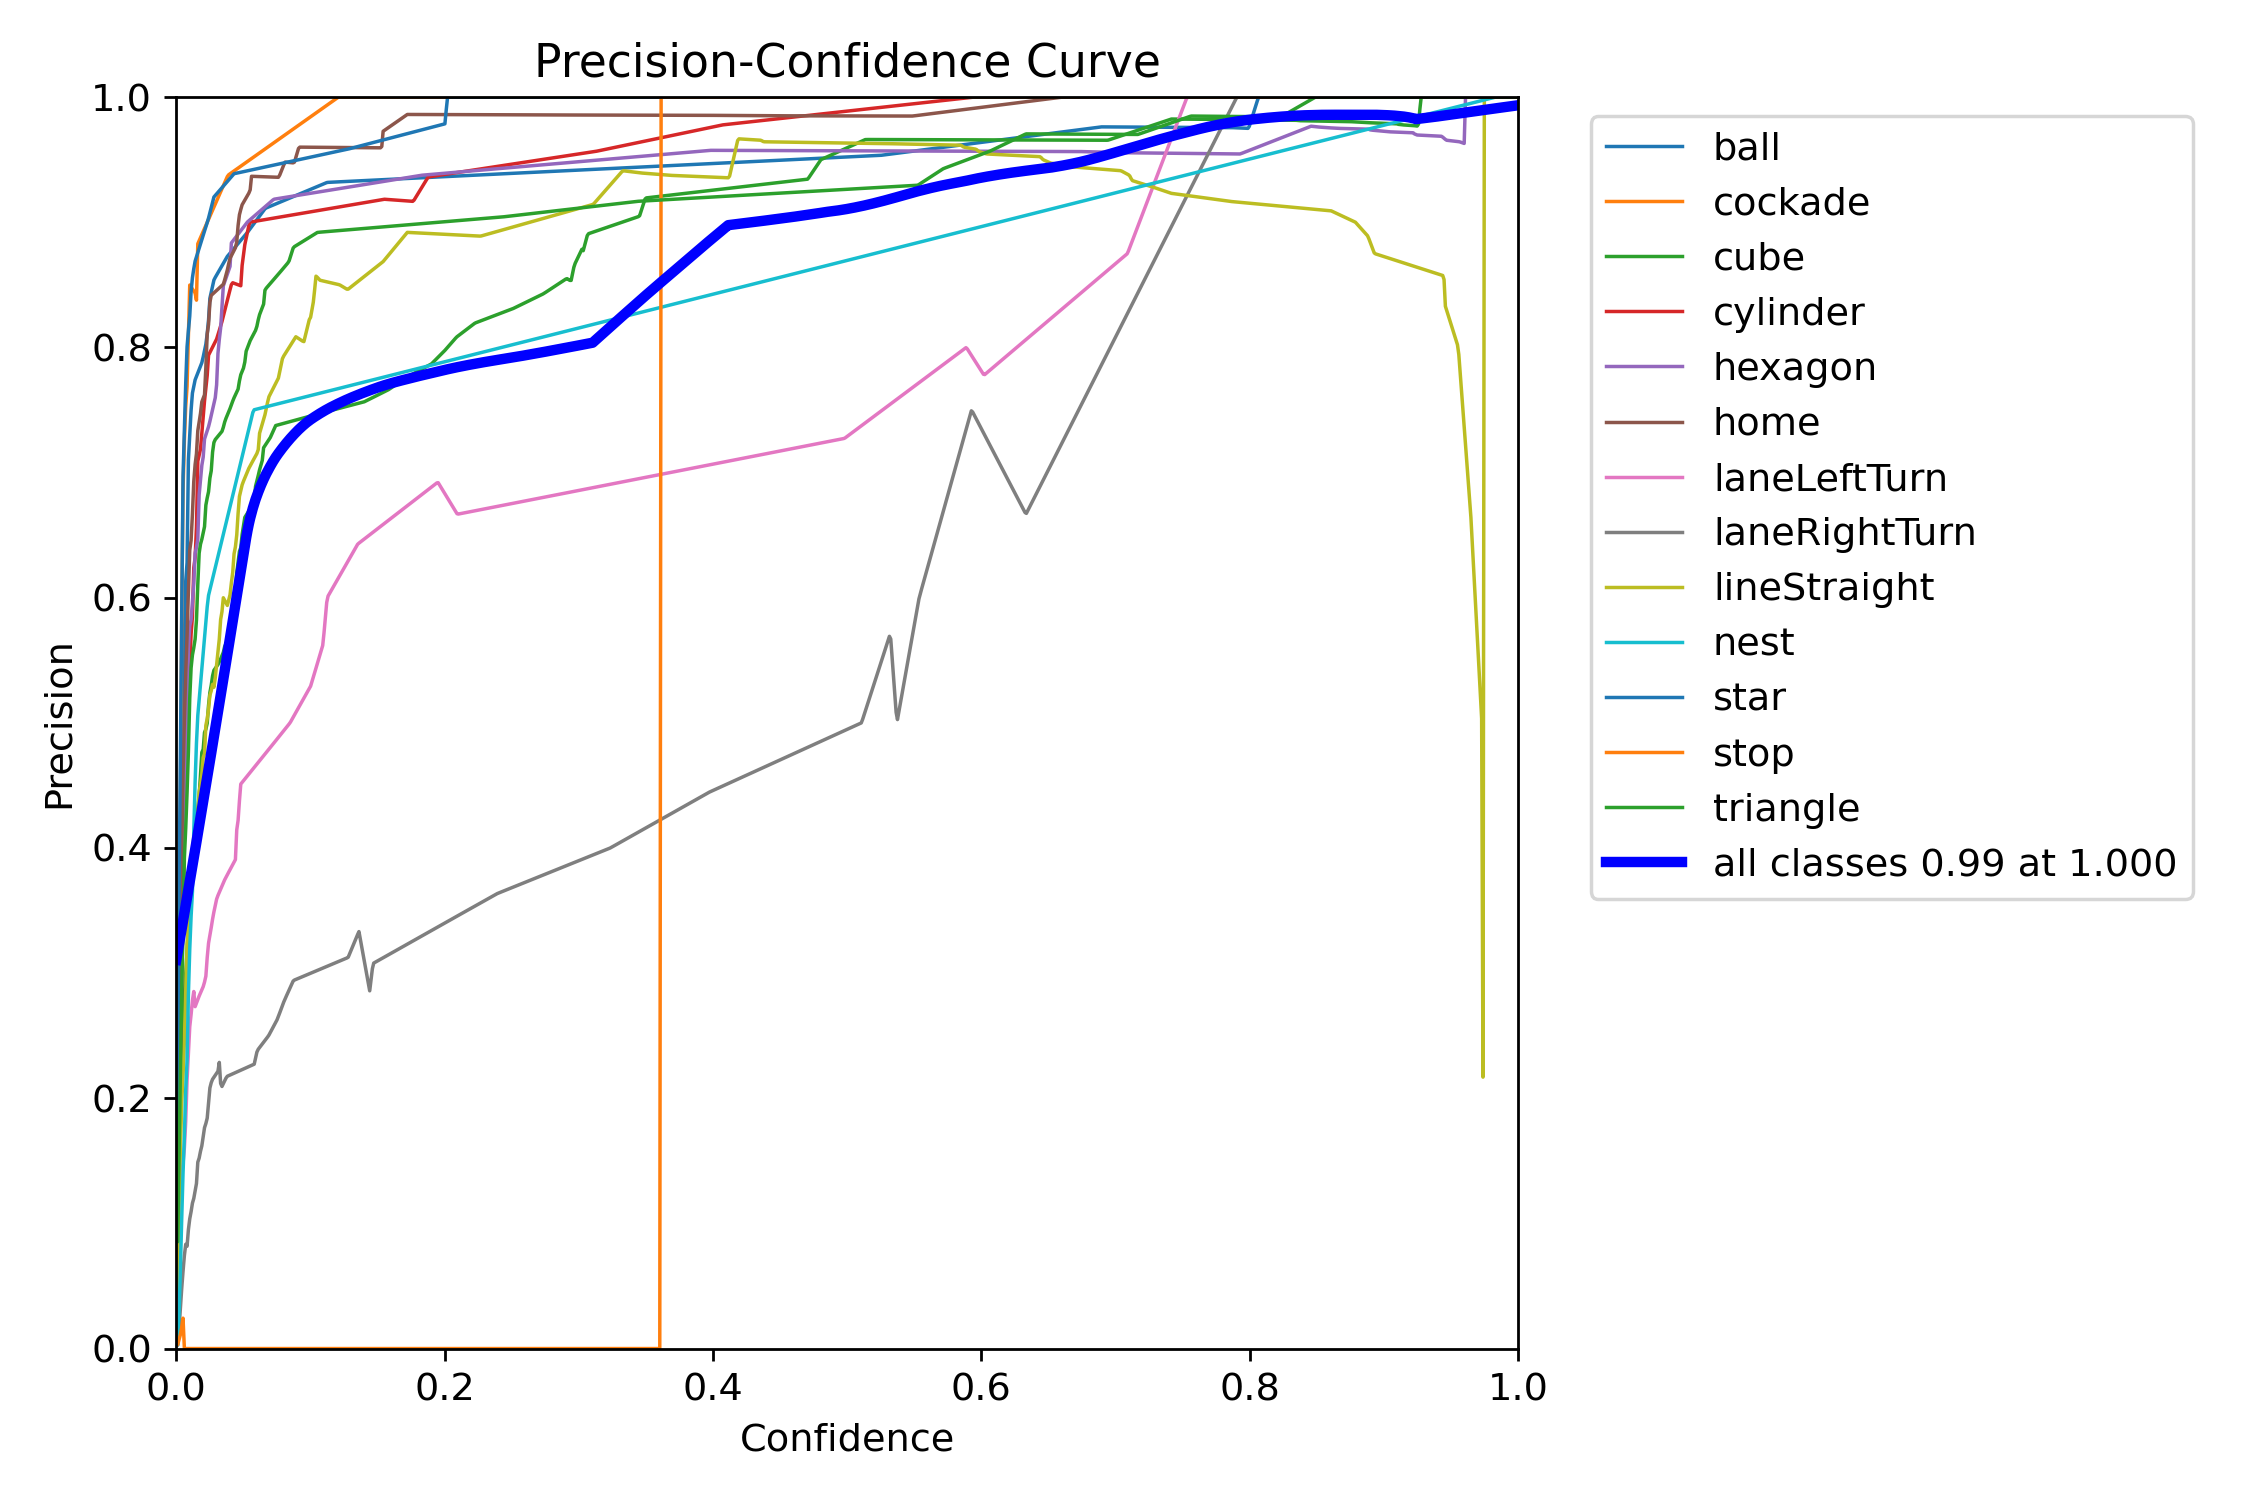 Precision-Confidence Curve
1.0
0.8
0.6
0.4
0.2
0.0
Precision
0.0 0.2 0.4 0.6 0.8 1.0
Confidence
ball
cockade
cube
cylinder
hexagon
home
laneLeftTurn
laneRightTurn
lineStraight
nest
star
stop
triangle
all classes 0.99 at 1.000